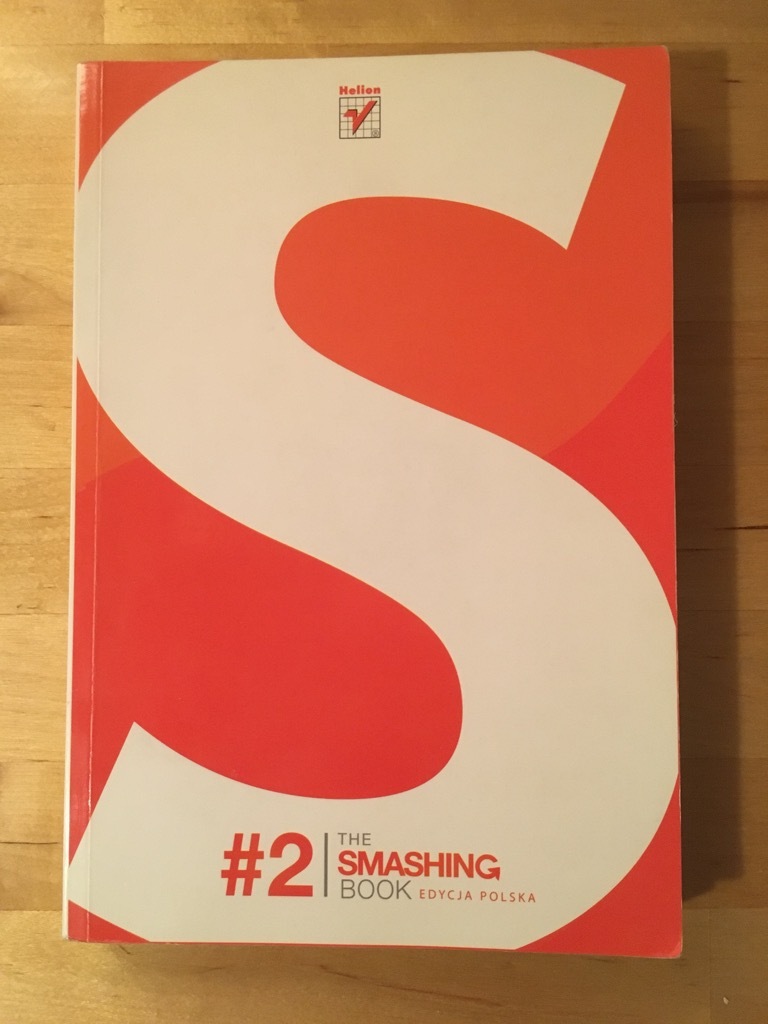 Helion
®
S
#2
THE
SMASHING
BOOK EDYCJA POLSKA